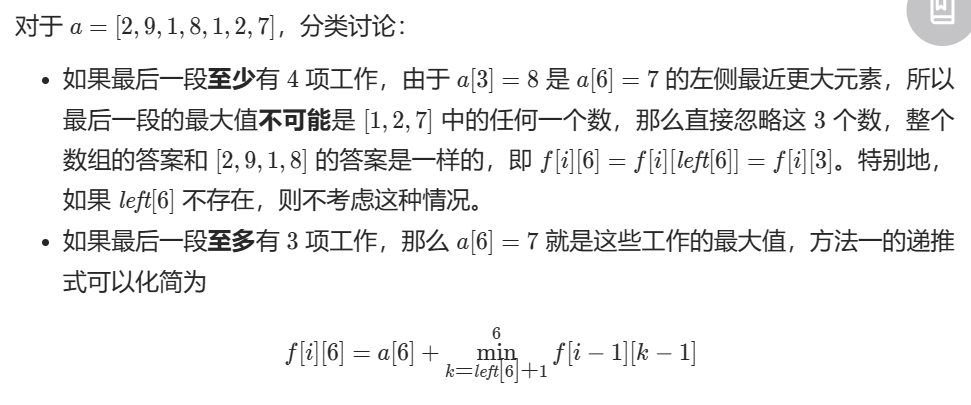 对于 a = [2, 9, 1, 8, 1, 2, 7]，分类讨论：
• 如果最后一段至少有 4 项工作，由于 a[3] = 8 是 a[6] = 7 的左侧最近更大元素，所以
最后一段的最大值不可能是 [1, 2, 7] 中的任何一个数，那么直接忽略这 3 个数，整个
数组的答案和 [2, 9, 1, 8] 的答案是一样的，即 f[i][6] = f[i][left[6]] = f[i][3]。特别地，
如果 left[6] 不存在，则不考虑这种情况。
• 如果最后一段至多有 3 项工作，那么 a[6] = 7 就是这些工作的最大值，方法一的递推
式可以化简为
f[i][6] = a[6] + min_{k=left[6]+1}^{6} f[i − 1][k − 1]